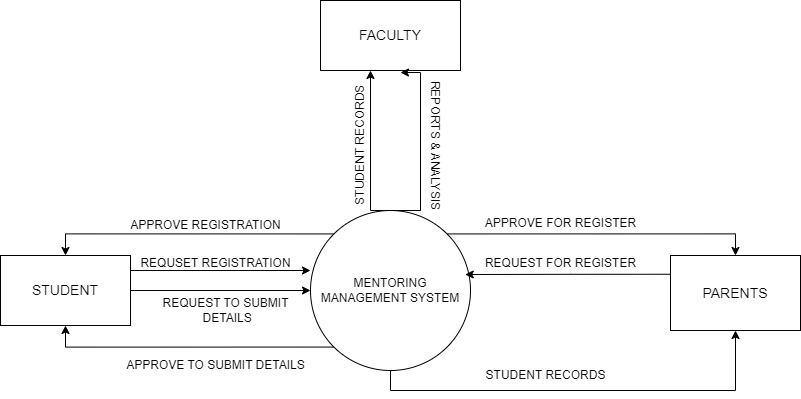 FACULTY
STUDENT RECORDS
REPORTS & ANALYSIS
APPROVE REGISTRATION
APPROVE FOR REGISTER
REQUSET REGISTRATION
REQUEST FOR REGISTER
STUDENT
MENTORING
MANAGEMENT SYSTEM
PARENTS
REQUEST TO SUBMIT
DETAILS
APPROVE TO SUBMIT DETAILS
STUDENT RECORDS